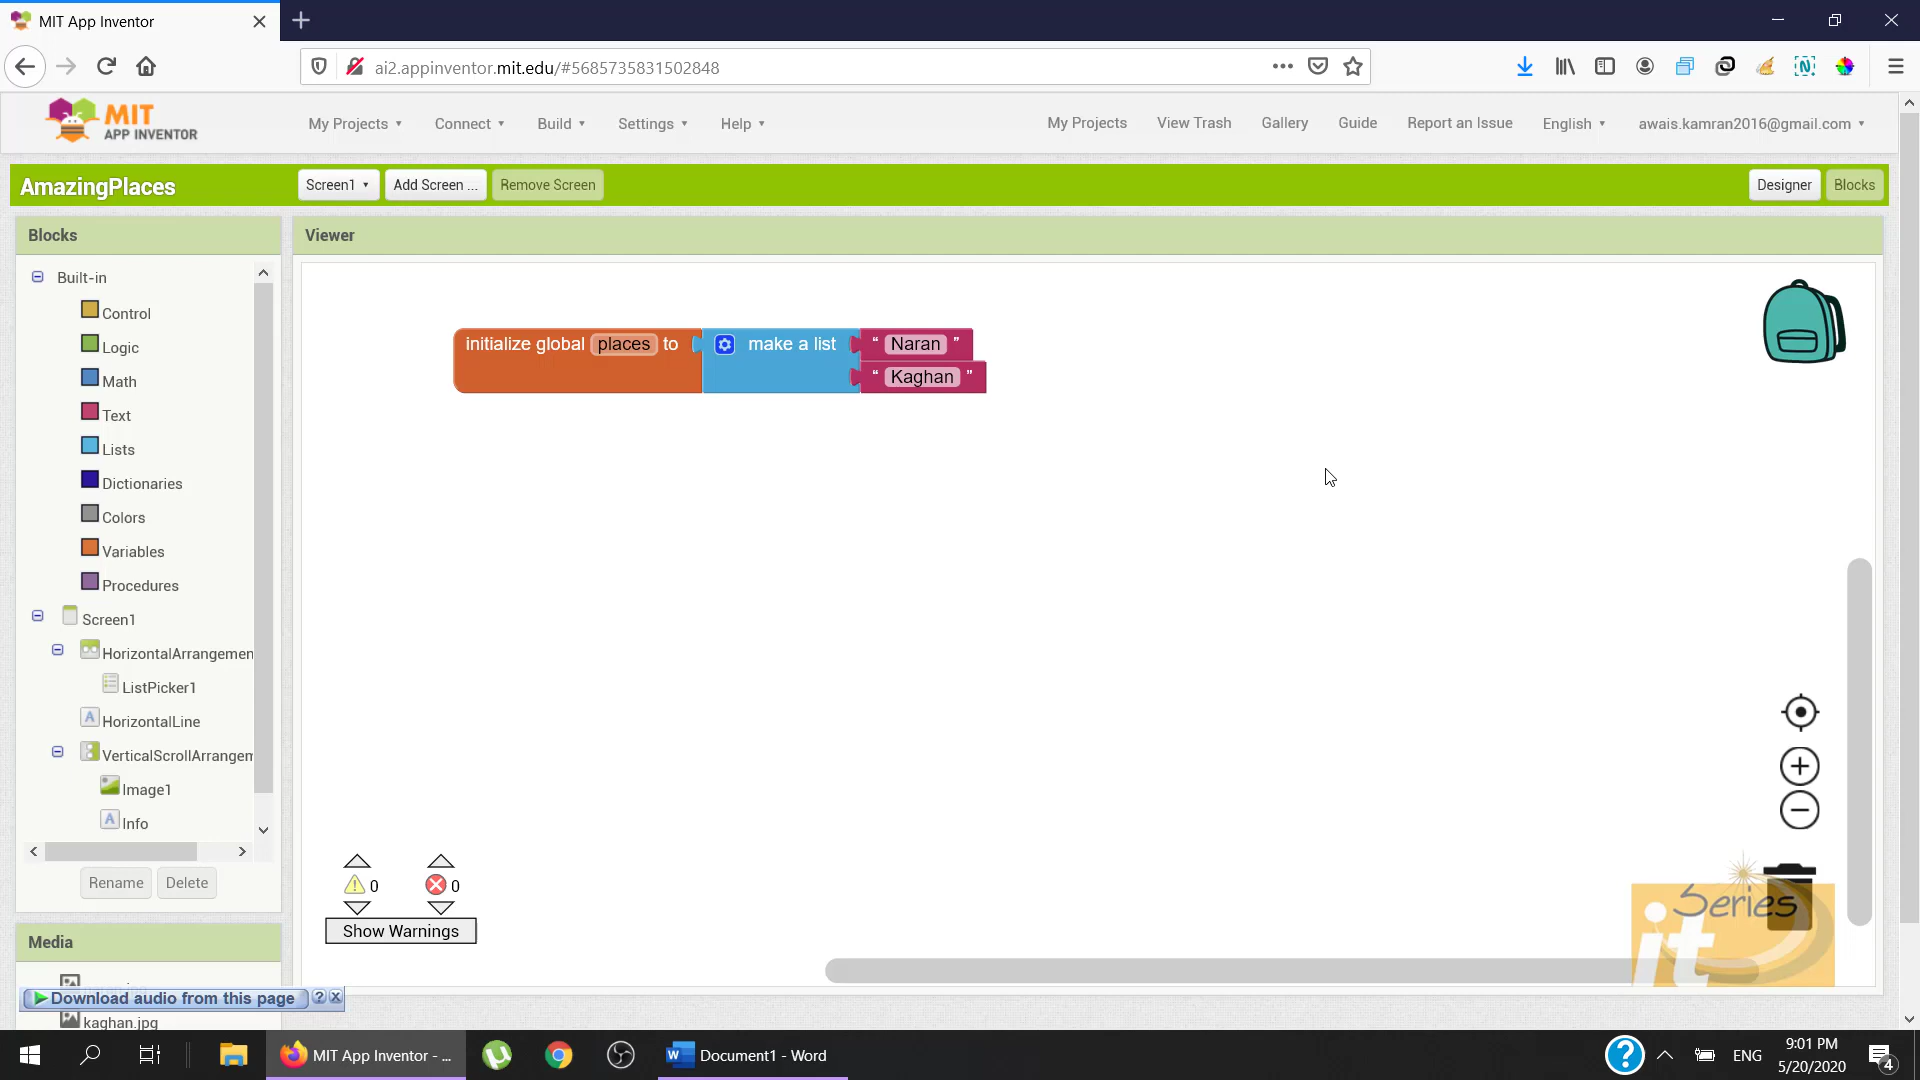 MIT App Inventor
ai2.appinventor.mit.edu/#5685735831502848
MIT
APP INVENTOR
My Projects
Connect
Build
Settings
Help
My Projects
View Trash
Gallery
Guide
Report an Issue
English
awais.kamran2016@gmail.com
AmazingPlaces
Screen1
Add Screen ...
Remove Screen
Designer
Blocks
Blocks
Viewer
Built-in
Control
Logic
Math
Text
Lists
Dictionaries
Colors
Variables
Procedures
Screen1
HorizontalArrangemen
ListPicker1
HorizontalLine
VerticalScrollArrangem
Image1
Info
Rename
Delete
Media
initialize global places to
make a list
“ Naran ”
“ Kaghan ”
0
0
Show Warnings
Download audio from this page
?
kaghan.jpg
it Series
MIT App Inventor - ...
Document1 - Word
ENG
9:01 PM
5/20/2020
4